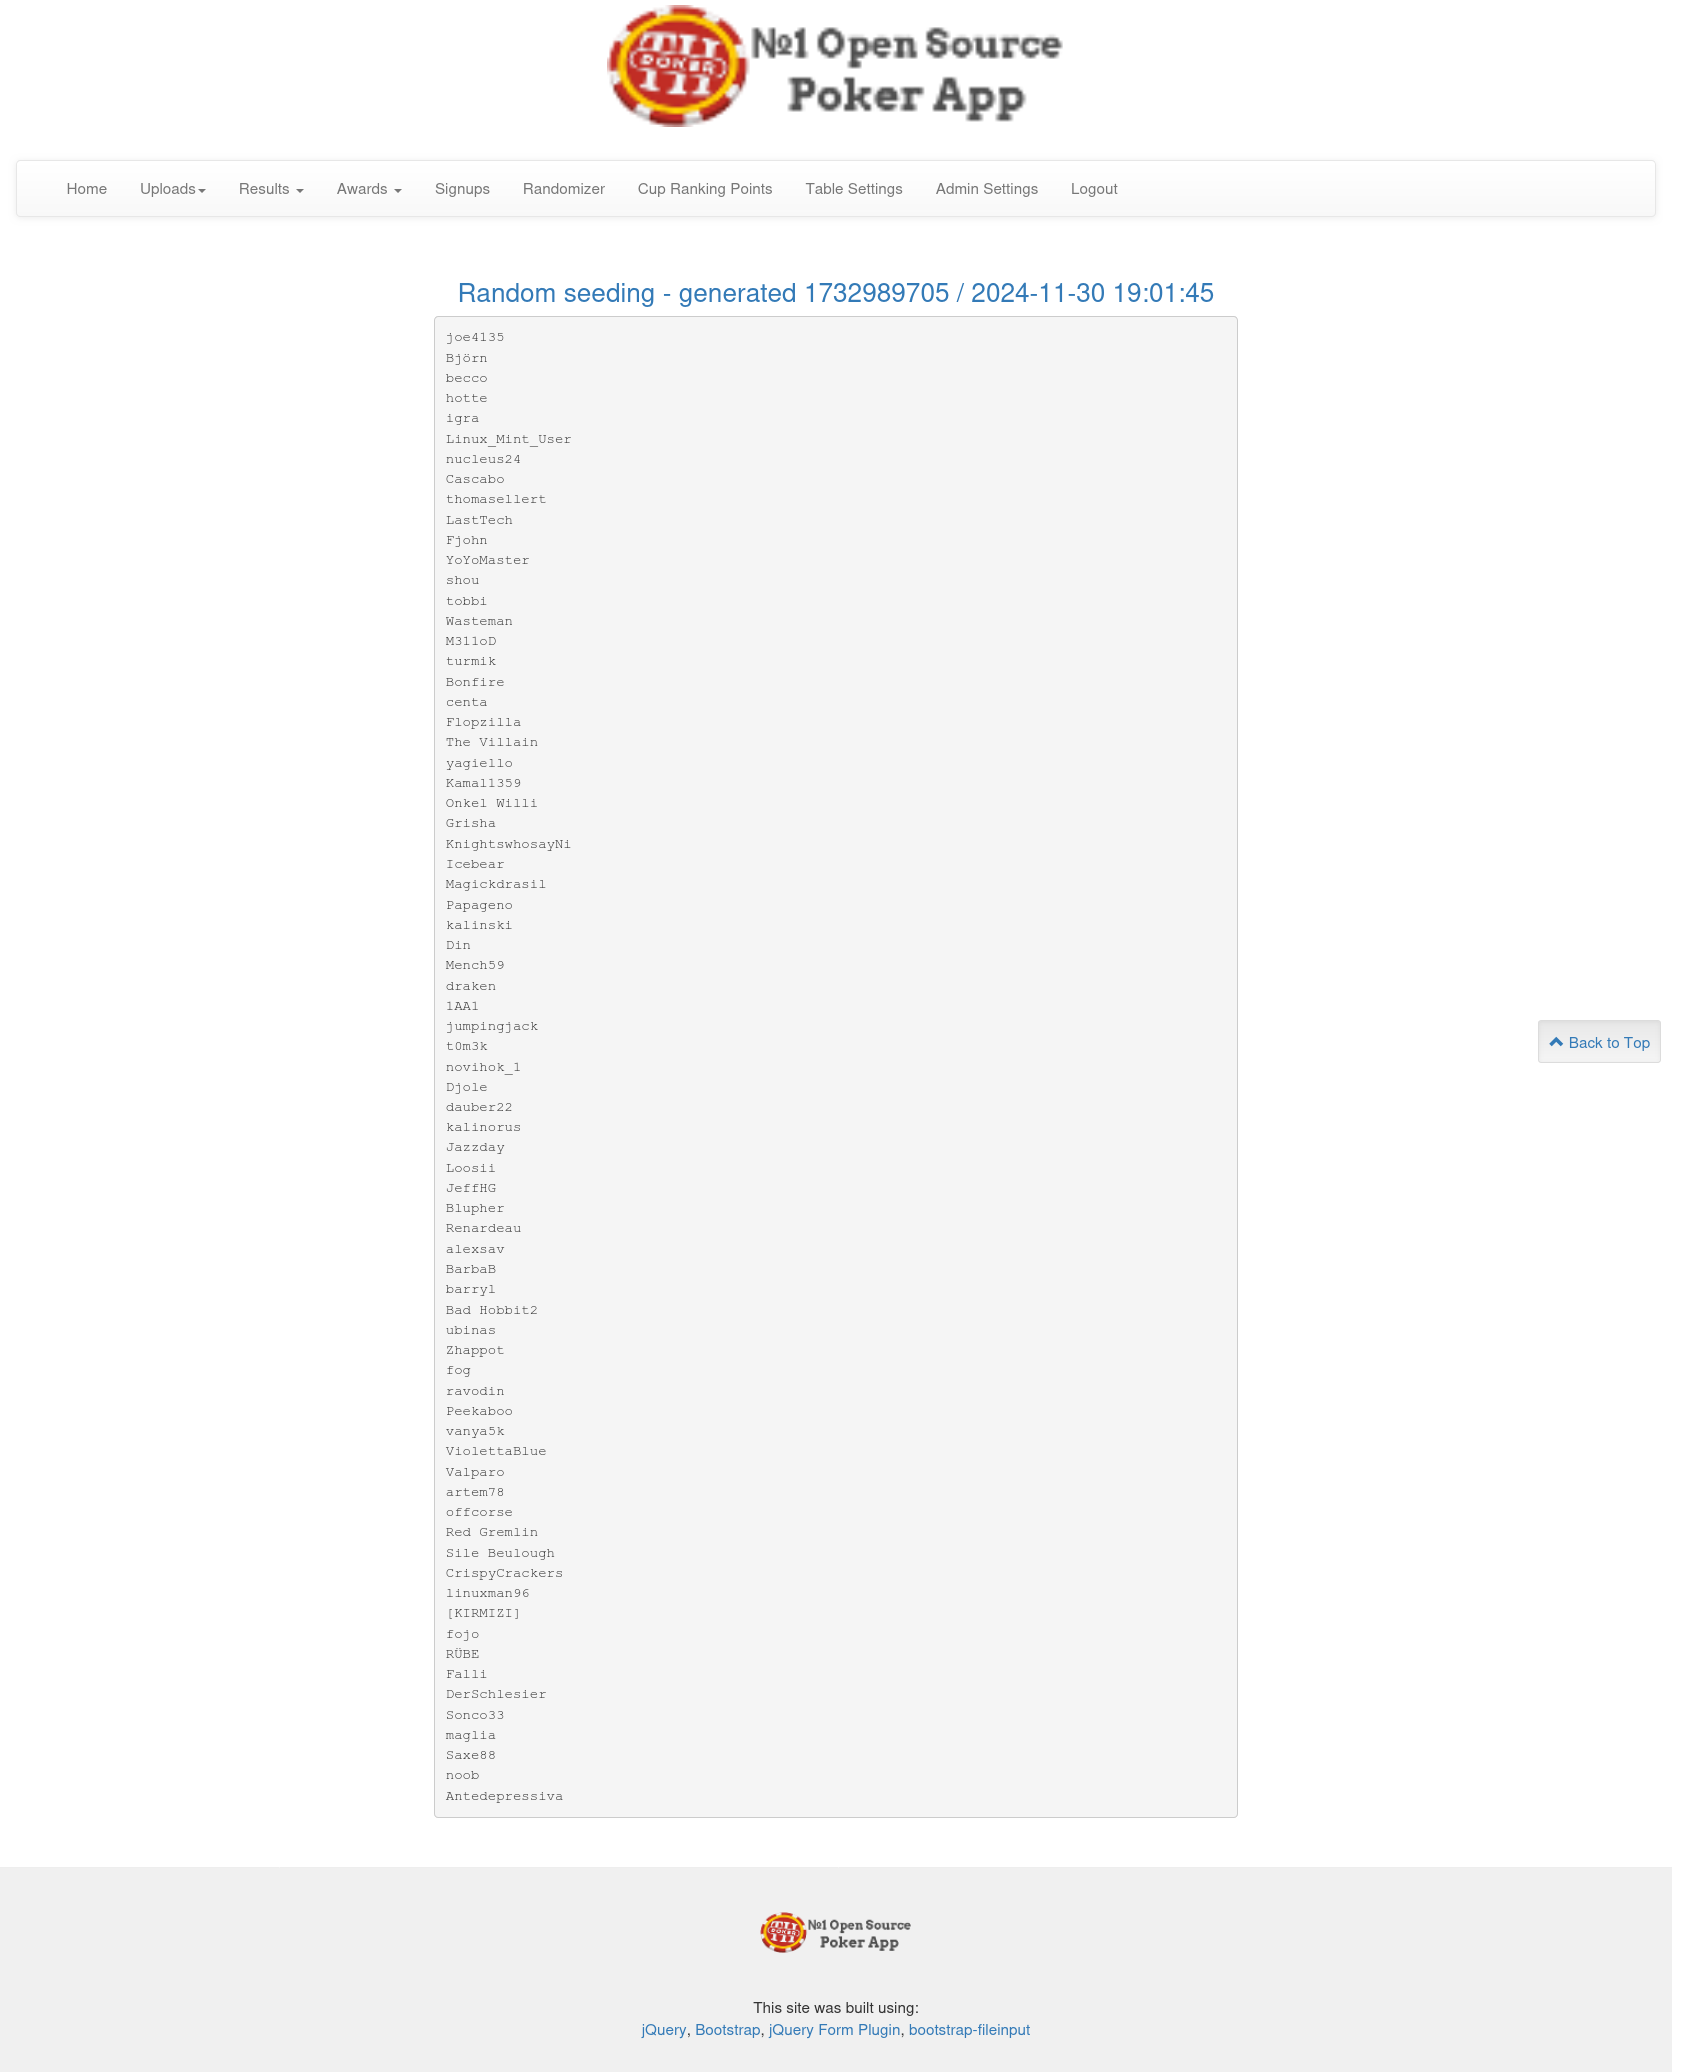 №1 Open Source
Poker App
POKER
Home Uploads Results Awards Signups Randomizer Cup Ranking Points Table Settings Admin Settings Logout
Random seeding - generated 1732989705 / 2024-11-30 19:01:45
joe4135
Björn
becco
hotte
igra
Linux_Mint_User
nucleus24
Cascabo
thomasellert
LastTech
Fjohn
YoYoMaster
shou
tobbi
Wasteman
M3lloD
turmik
Bonfire
centa
Flopzilla
The Villain
yagiello
Kamal1359
Onkel Willi
Grisha
KnightswhosayNi
Icebear
Magickdrasil
Papageno
kalinski
Din
Mench59
draken
1AA1
jumpingjack
t0m3k
novihok_1
Djole
dauber22
kalinorus
Jazzday
Loosii
JeffHG
Blupher
Renardeau
alexsav
BarbaB
barryl
Bad Hobbit2
ubinas
Zhappot
fog
ravodin
Peekaboo
vanya5k
ViolettaBlue
Valparo
artem78
offcorse
Red Gremlin
Sile Beulough
CrispyCrackers
linuxman96
[KIRMIZI]
fojo
RÜBE
Falli
DerSchlesier
Sonco33
maglia
Saxe88
noob
Antedepressiva
Back to Top
№1 Open Source
Poker App
POKER
This site was built using:
jQuery, Bootstrap, jQuery Form Plugin, bootstrap-fileinput